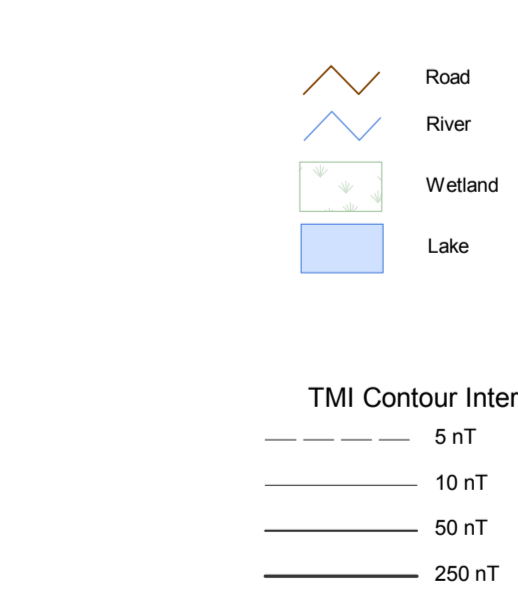 Road
River
Wetland
Lake
TMI Contour Inter
5 nT
10 nT
50 nT
250 nT